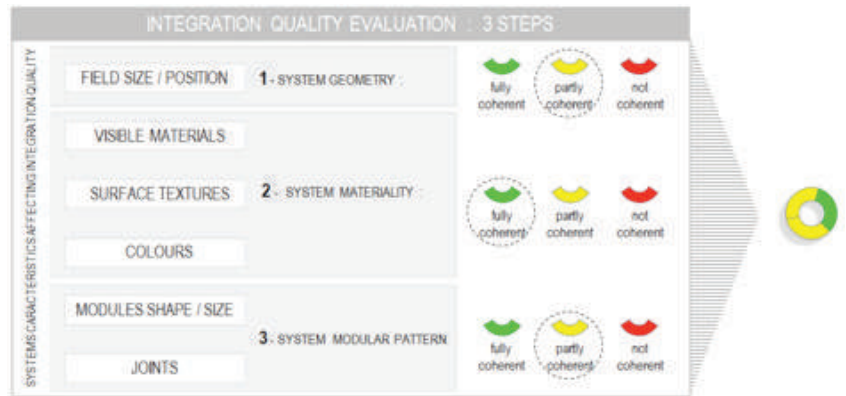 INTEGRATION QUALITY EVALUATION : 3 STEPS
SYSTEMS CARACTERISTICS AFFECTING INTEGRATION QUALITY
FIELD SIZE / POSITION
1 - SYSTEM GEOMETRY :
fully
coherent
partly
coherent
not
coherent
VISIBLE MATERIALS
SURFACE TEXTURES
COLOURS
2 - SYSTEM MATERIALITY :
fully
coherent
partly
coherent
not
coherent
MODULES SHAPE / SIZE
JOINTS
3 - SYSTEM MODULAR PATTERN
fully
coherent
partly
coherent
not
coherent